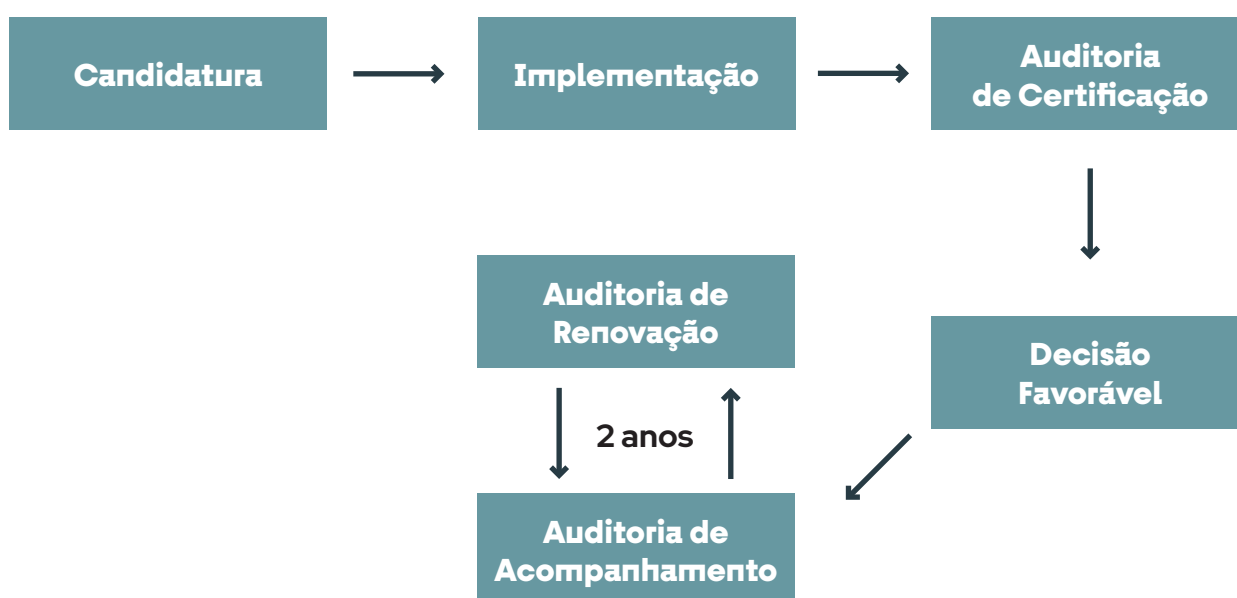 Candidatura
Implementação
Auditoria
de Certificação
Decisão
Favorável
Auditoria de
Renovação
2 anos
Auditoria de
Acompanhamento